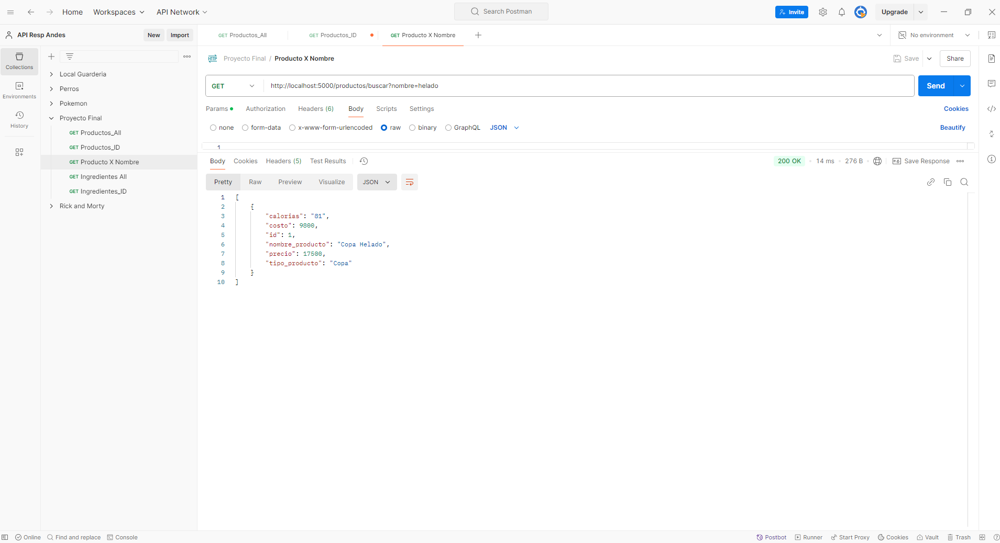 Home Workspaces API Network Search Postman Invite Upgrade
API Resp Andes New Import GET Productos_All GET Productos_ID GET Producto X Nombre No environment
Collections
Environments
History
Local Guarderia
Perros
Pokemon
Proyecto Final
GET Productos_All
GET Productos_ID
GET Producto X Nombre
GET Ingredientes All
GET Ingredientes_ID
Rick and Morty
HTTP Proyecto Final / Producto X Nombre Save Share
GET http://localhost:5000/productos/buscar?nombre=helado Send
Params Authorization Headers (6) Body Scripts Settings Cookies
none form-data x-www-form-urlencoded raw binary GraphQL JSON Beautify
1
Body Cookies Headers (5) Test Results 200 OK 14 ms 276 B e.g. Save Response
Pretty Raw Preview Visualize JSON
1 [
2 {
3 "calorias": "81",
4 "costo": 9800,
5 "id": 1,
6 "nombre_producto": "Copa Helado",
7 "precio": 17500,
8 "tipo_producto": "Copa"
9 }
10 ]
Online Find and replace Console Postbot Runner Start Proxy Cookies Vault Trash